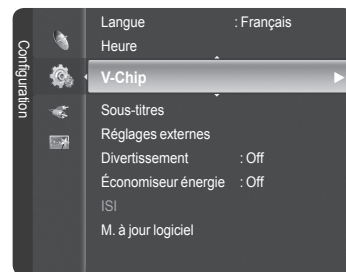 Configuration
Langue : Français
Heure
V-Chip
Sous-titres
Réglages externes
Divertissement : Off
Économiseur énergie : Off
ISI
M. à jour logiciel